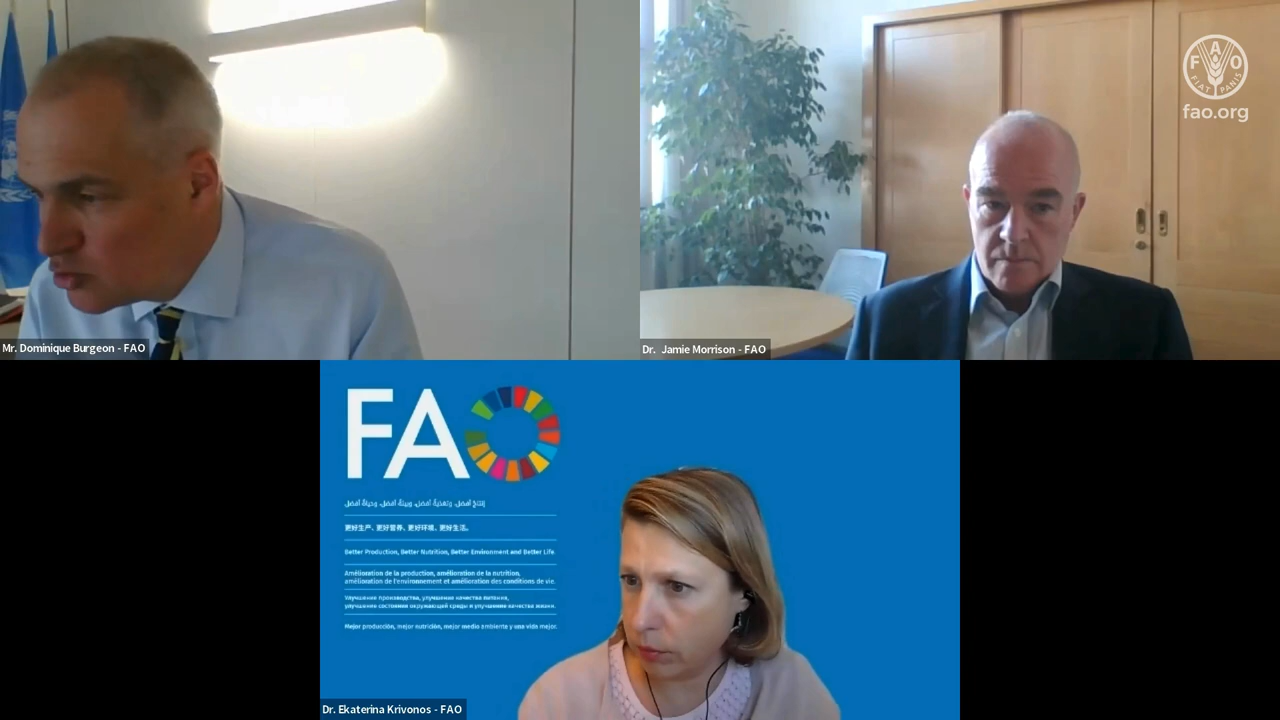 FAO
FIAT PANIS
fao.org
Mr. Dominique Burgeon - FAO
Dr. Jamie Morrison - FAO
FAO
إنتاج أفضل، وتغذية أفضل، وبيئة أفضل، وحياة أفضل
更好生产、更好营养、更好环境、更好生活。
Better Production, Better Nutrition, Better Environment and Better Life
Amélioration de la production, amélioration de la nutrition,
amélioration de l'environnement et amélioration des conditions de vie.
Улучшение производства, улучшение качества питания,
улучшение состояния окружающей среды и улучшение качества жизни.
Mejor producción, mejor nutrición, mejor medio ambiente y una vida mejor.
Dr. Ekaterina Krivonos - FAO